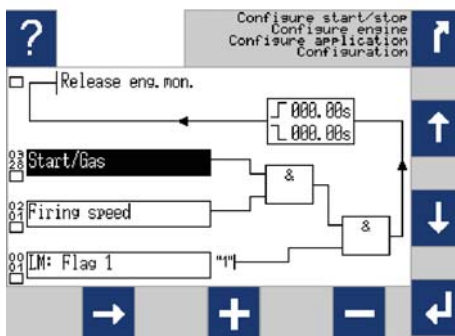 ?
Configure start/stop
Configure engine
Configure application
Configuration
Release eng.mon.
000.00s
000.00s
03
28
Start/Gas
&
02
01
Firing speed
&
00
01
LM: Flag 1
"1"